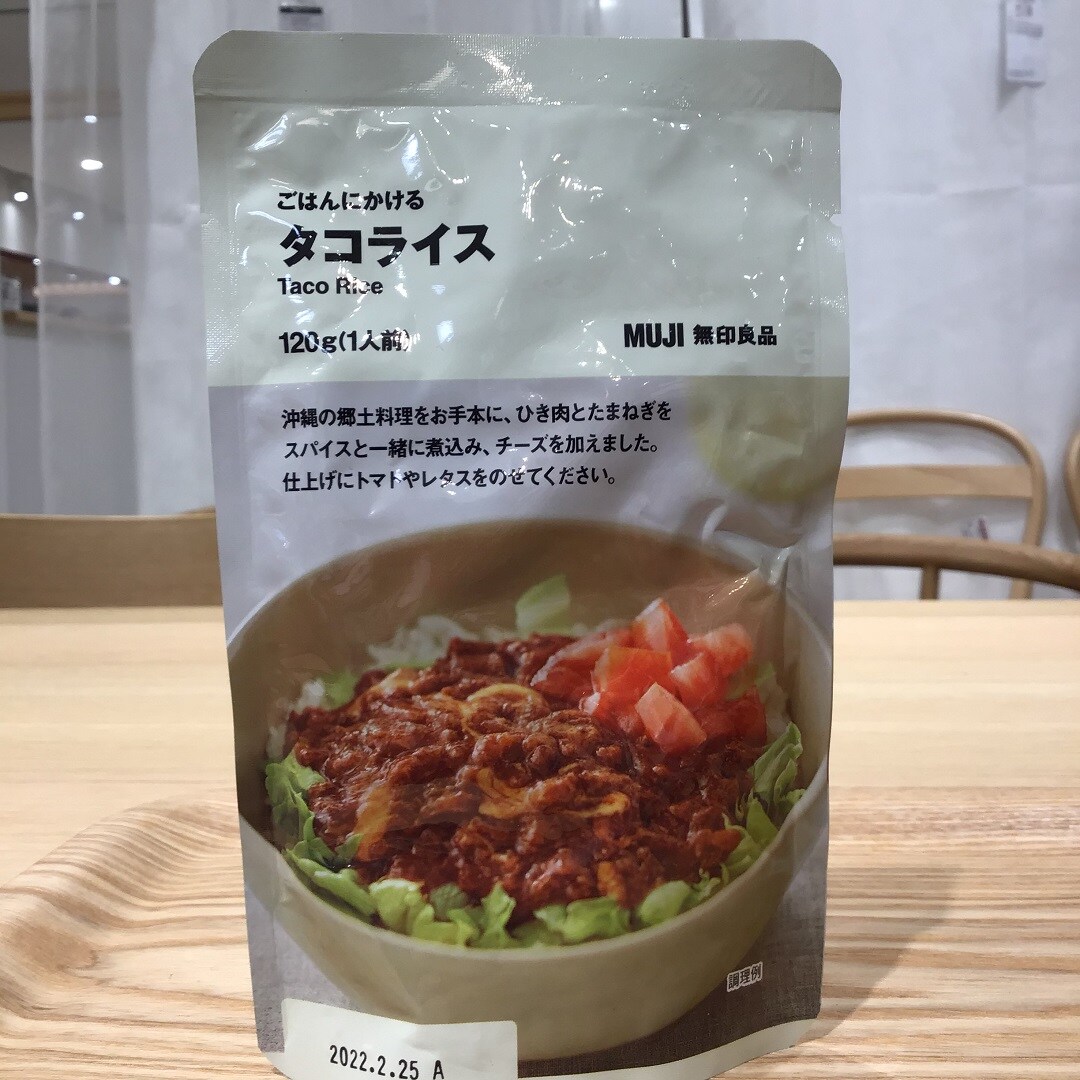 ごはんにかける
タコライス
Taco Rice
120g(1人前)
MUJI 無印良品
沖縄の郷土料理をお手本に、ひき肉とたまねぎを
スパイスと一緒に煮込み、チーズを加えました。
仕上げにトマトやレタスをのせてください。
調理例
2022.2.25 A